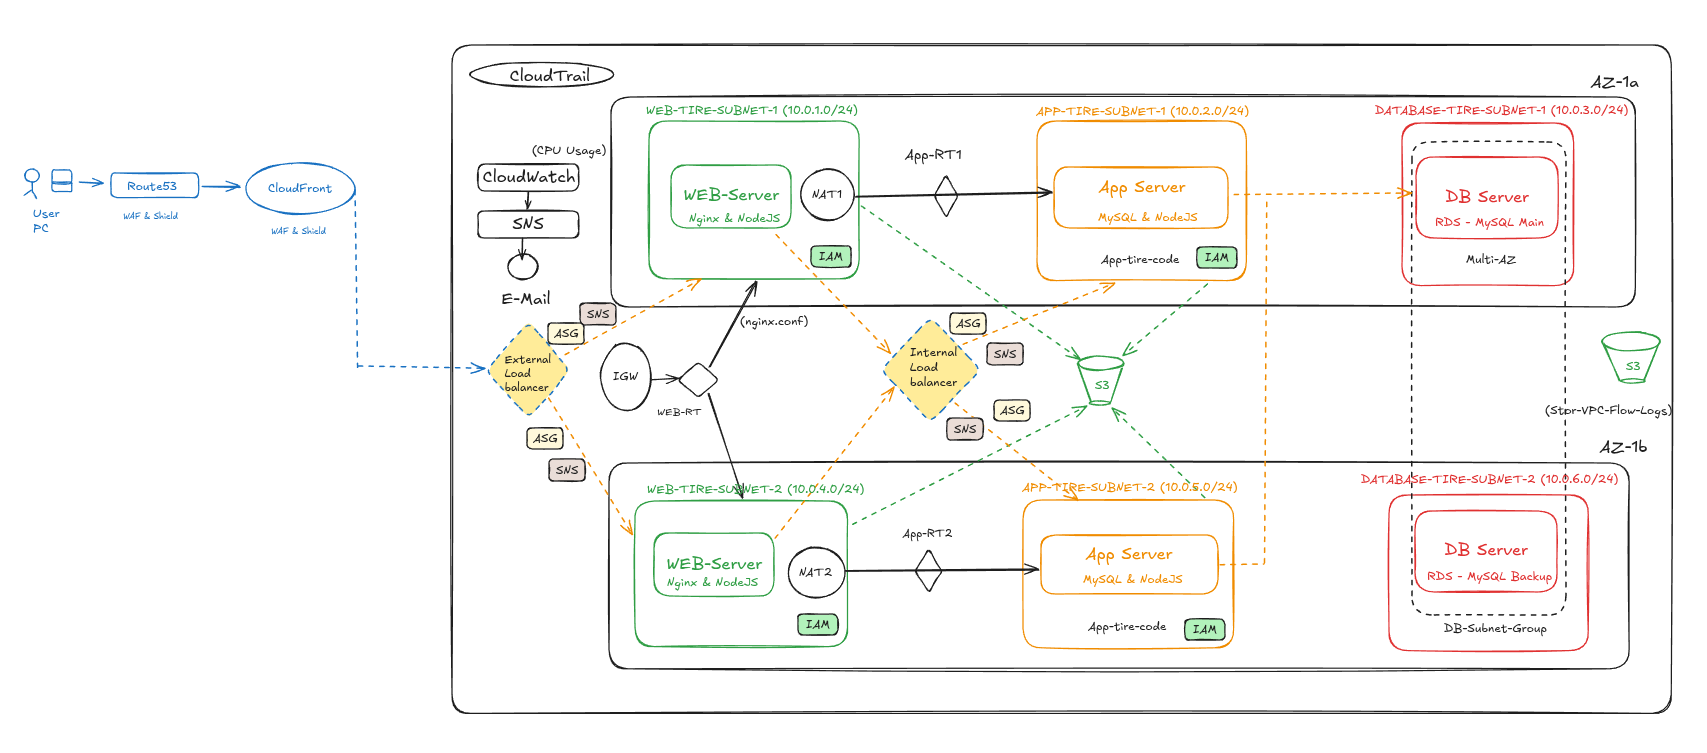 CloudTrail
AZ-1a
WEB-TIRE-SUBNET-1 (10.0.1.0/24)
APP-TIRE-SUBNET-1 (10.0.2.0/24)
DATABASE-TIRE-SUBNET-1 (10.0.3.0/24)
(CPU Usage)
CloudWatch
SNS
E-Mail
User
PC
Route53
WAF & Shield
CloudFront
WAF & Shield
WEB-Server
Nginx & NodeJS
NAT1
IAM
App-RT1
App Server
MySQL & NodeJS
App-tire-code
IAM
DB Server
RDS - MySQL Main
Multi-AZ
SNS
ASG
External
Load
balancer
ASG
SNS
IGW
WEB-RT
(nginx.conf)
Internal
Load
balancer
ASG
SNS
ASG
SNS
S3
S3
(Stor-VPC-Flow-Logs)
AZ-1b
WEB-TIRE-SUBNET-2 (10.0.4.0/24)
APP-TIRE-SUBNET-2 (10.0.5.0/24)
DATABASE-TIRE-SUBNET-2 (10.0.6.0/24)
WEB-Server
Nginx & NodeJS
NAT2
IAM
App-RT2
App Server
MySQL & NodeJS
App-tire-code
IAM
DB Server
RDS - MySQL Backup
DB-Subnet-Group